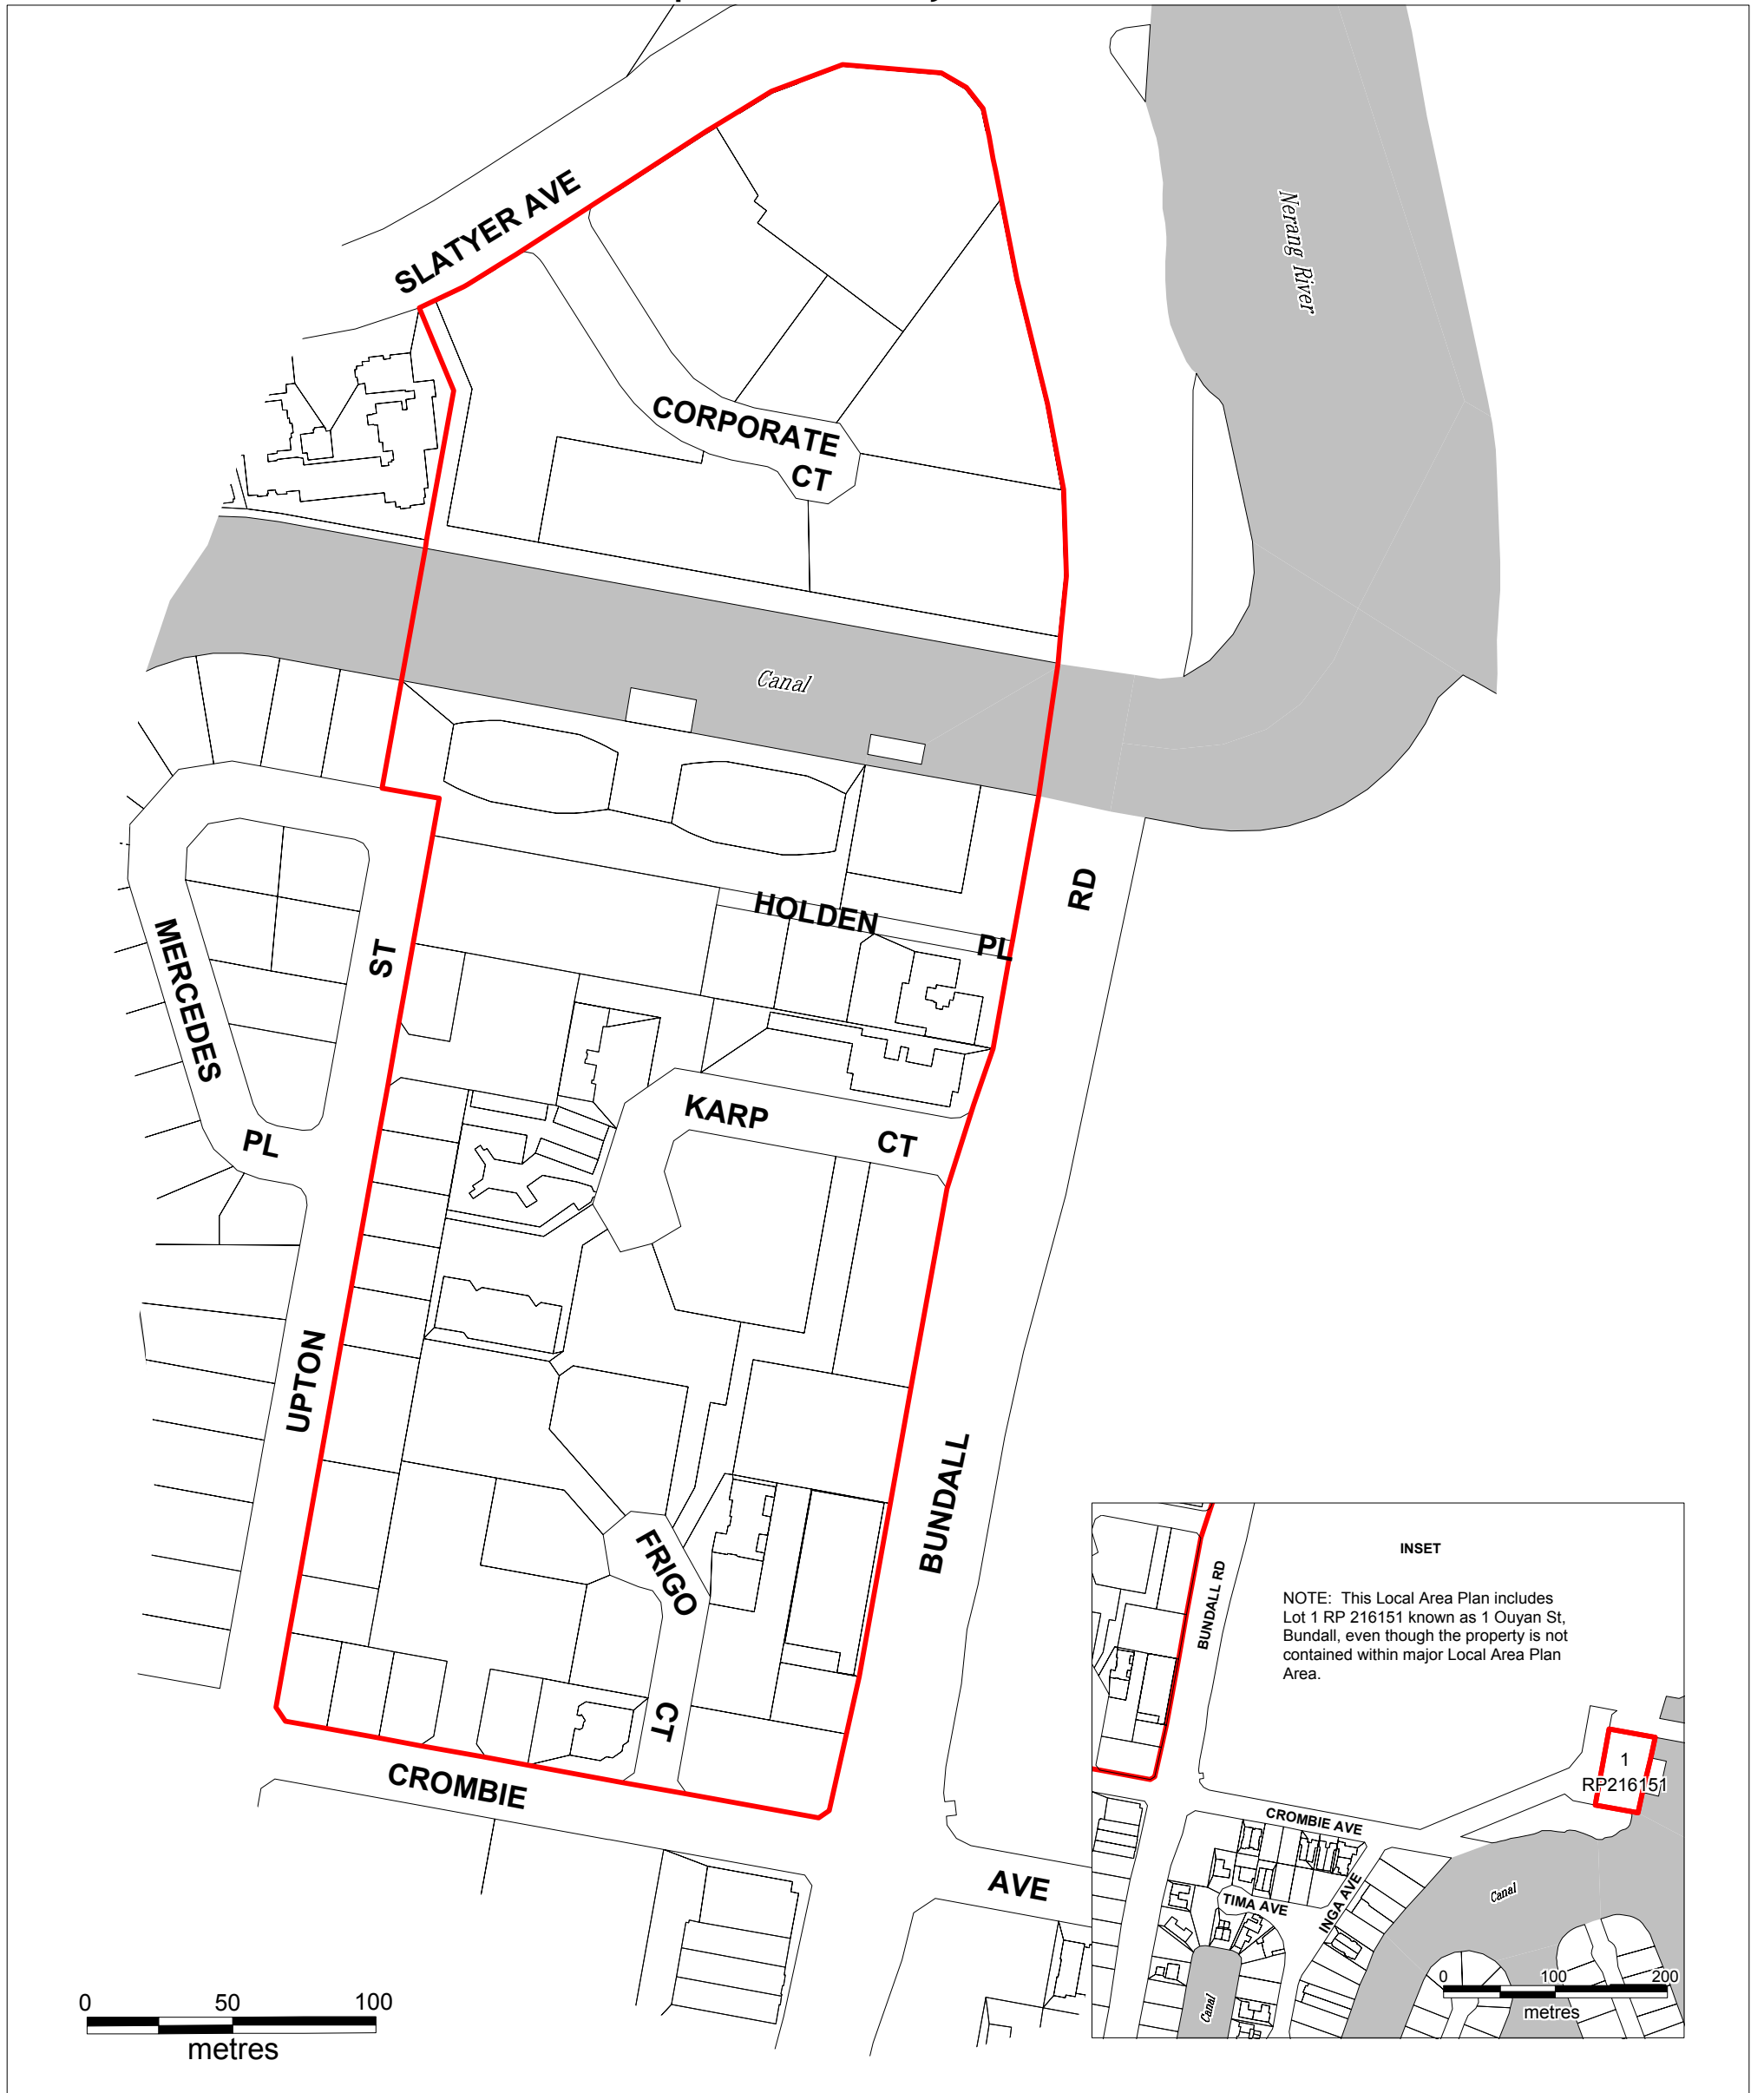 SLATYER AVE
Nerang River
CORPORATE
CT
Canal
RD
HOLDEN
PL
ST
MERCEDES
PL
KARP
CT
UPTON
BUNDALL
FRIGO
CT
CROMBIE
AVE
0 50 100
metres
INSET
NOTE: This Local Area Plan includes
Lot 1 RP 216151 known as 1 Ouyan St,
Bundall, even though the property is not
contained within major Local Area Plan
Area.
BUNDALL RD
1
RP216151
CROMBIE AVE
TIMA AVE
INGA AVE
Canal
Canal
0 100 200
metres